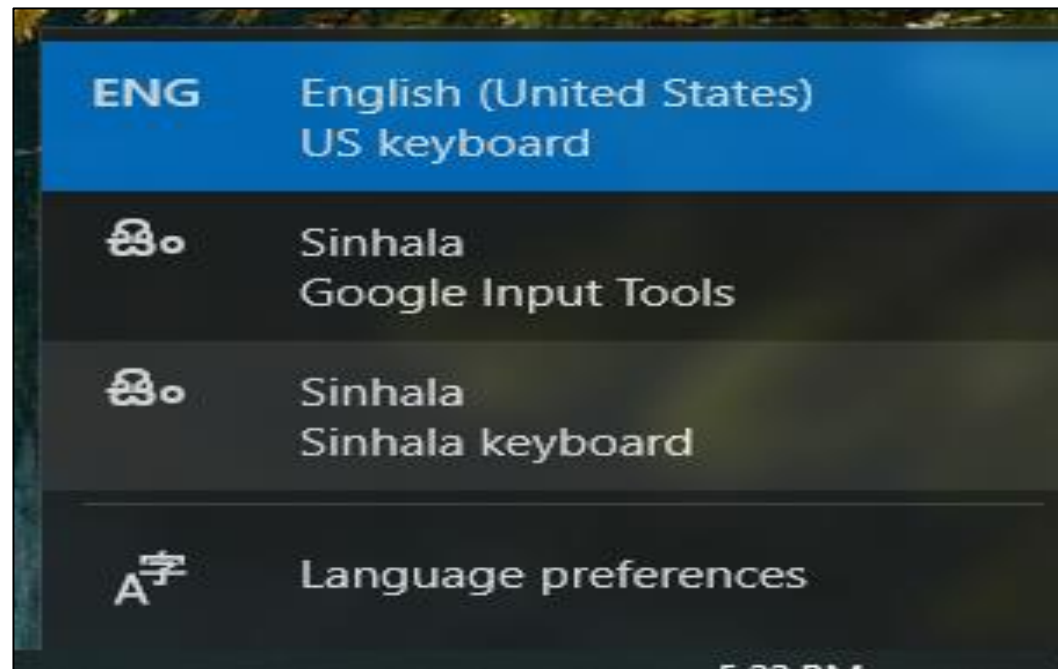 ENG English (United States)
US keyboard
සිං Sinhala
Google Input Tools
සිං Sinhala
Sinhala keyboard
A字 Language preferences